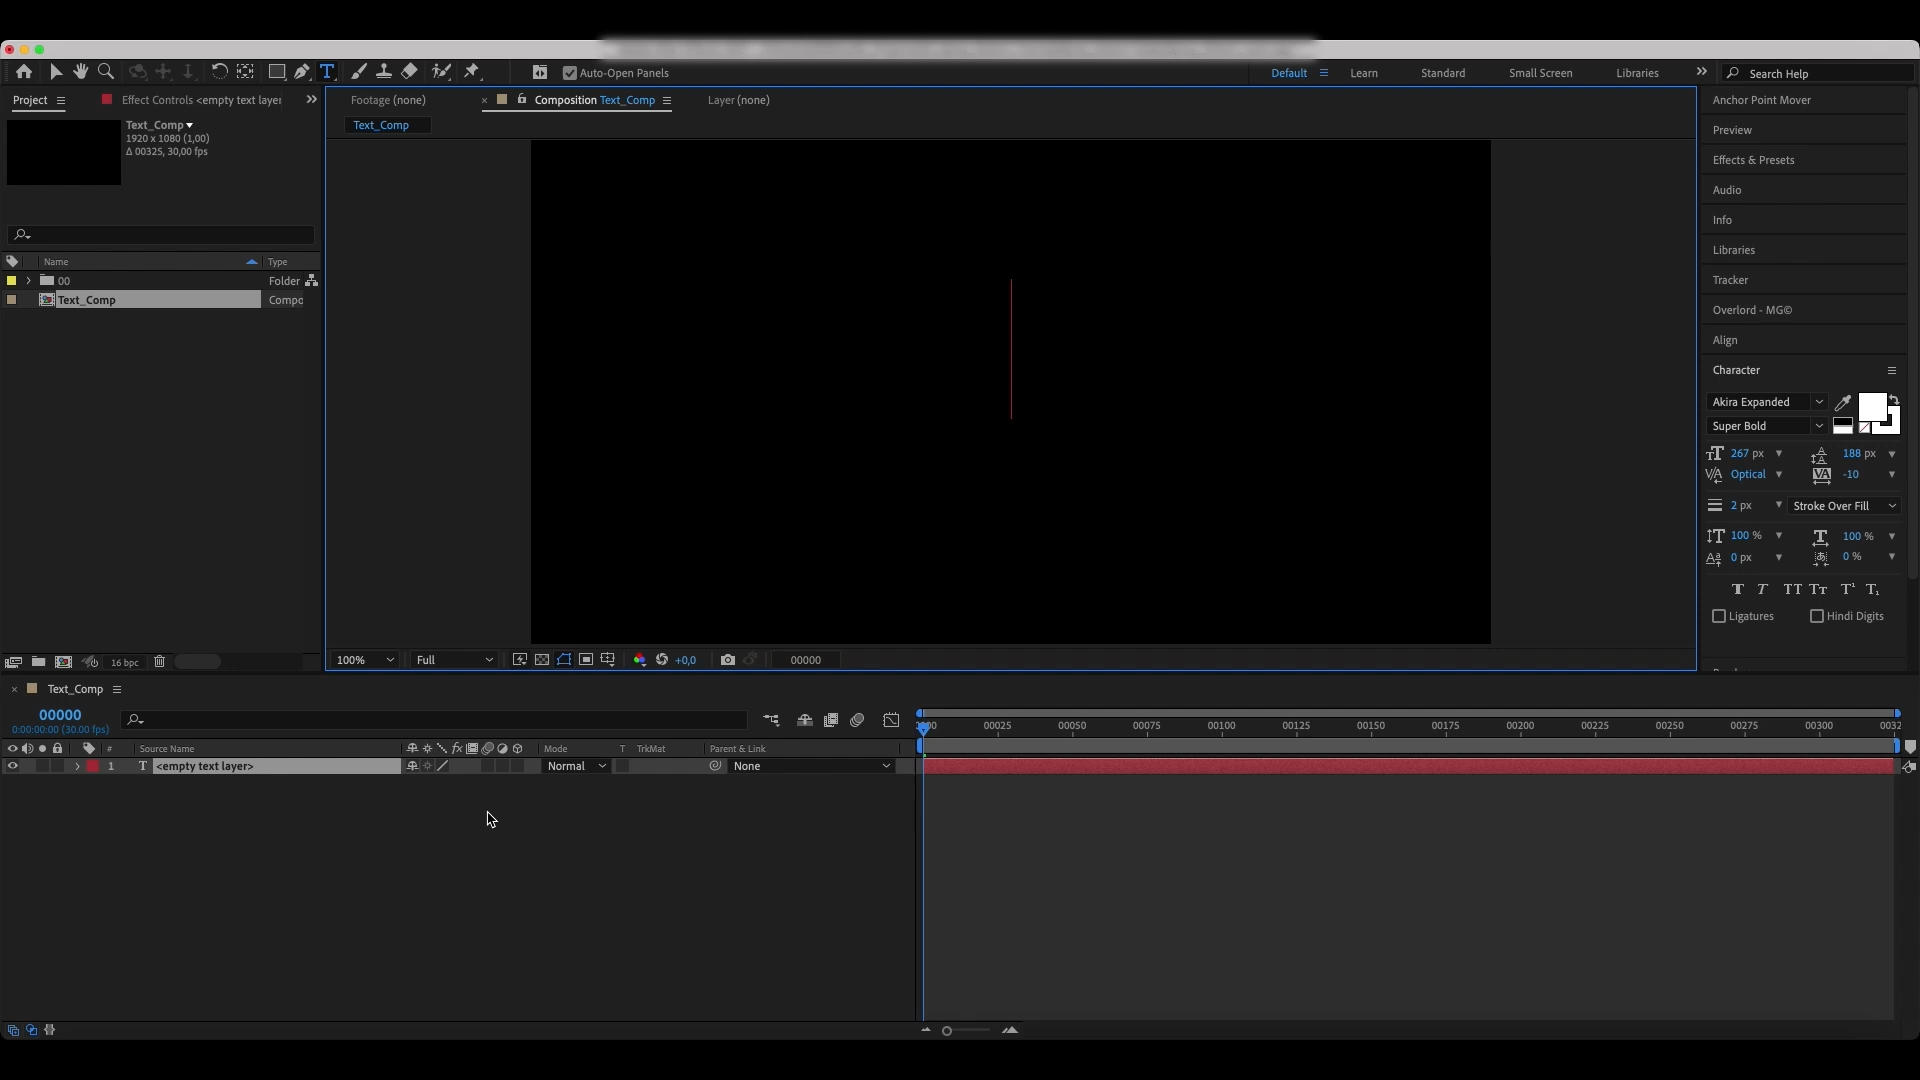 Auto-Open Panels
Default
Learn
Standard
Small Screen
Libraries
Search Help
Project
Effect Controls <empty text layer
Footage (none)
Composition Text_Comp
Layer (none)
Text_Comp
Text_Comp
1920 x 1080 (1,00)
Δ 00325, 30,00 fps
Name
Type
00
Folder
Text_Comp
Compo
16 bpc
100%
Full
+0,0
00000
Anchor Point Mover
Preview
Effects & Presets
Audio
Info
Libraries
Tracker
Overlord - MG©
Align
Character
Akira Expanded
Super Bold
267 px
188 px
Optical
-10
2 px
Stroke Over Fill
100 %
100 %
0 px
0 %
T T TT Tт T¹ T₁
Ligatures
Hindi Digits
Text_Comp
00000
0:00:00:00 (30.00 fps)
# Source Name
Mode
T TrkMat
Parent & Link
1 T <empty text layer>
Normal
None
00025
00050
00075
00100
00125
00150
00175
00200
00225
00250
00275
00300